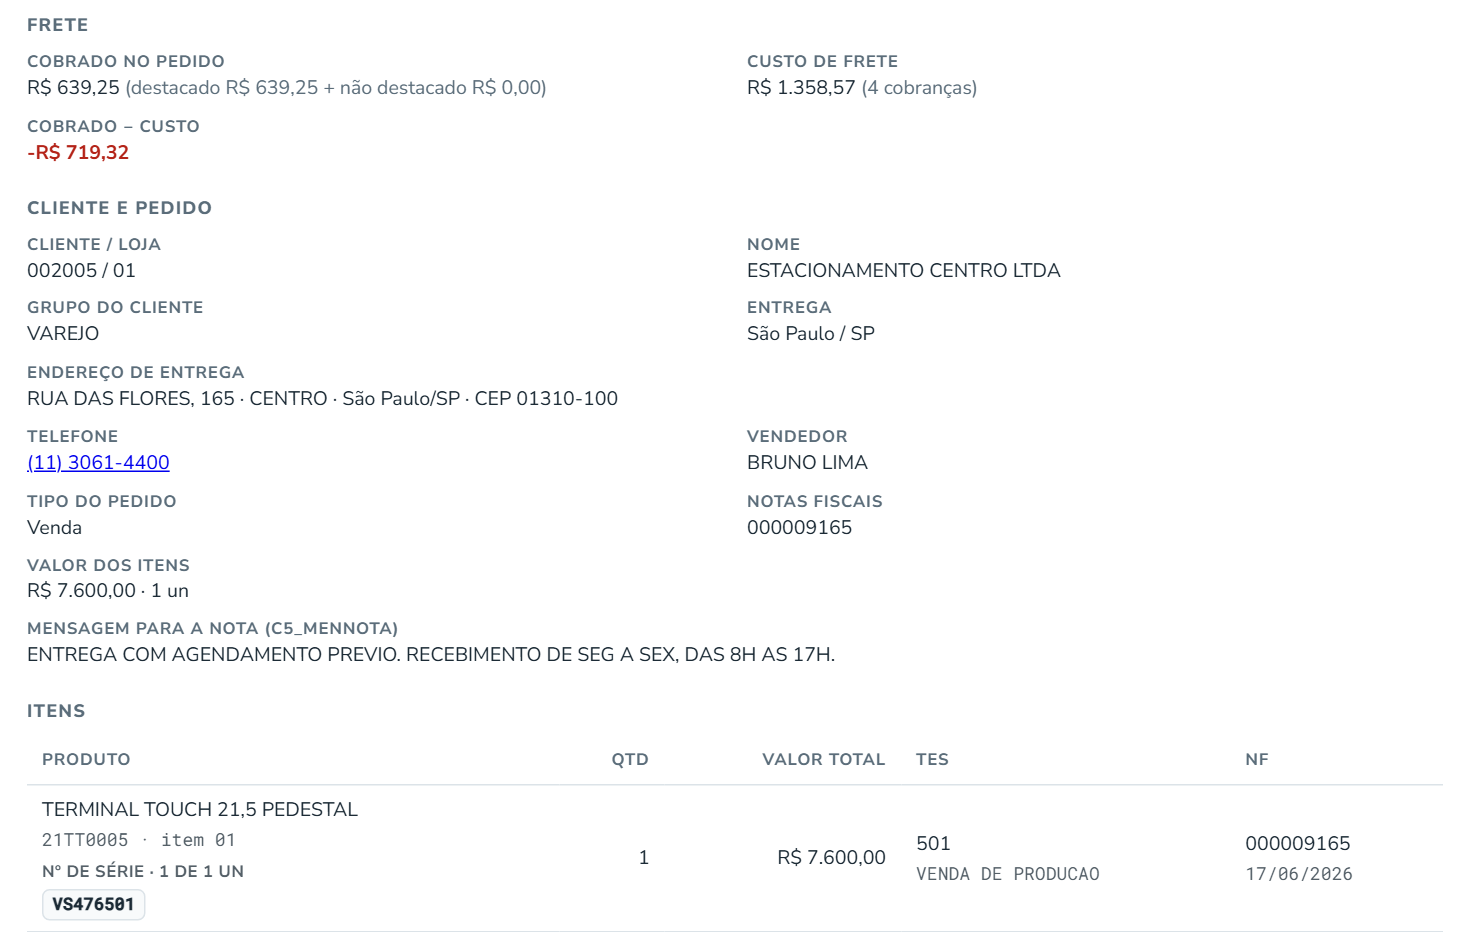 FRETE
COBRADO NO PEDIDO
R$ 639,25 (destacado R$ 639,25 + não destacado R$ 0,00)
CUSTO DE FRETE
R$ 1.358,57 (4 cobranças)
COBRADO – CUSTO
-R$ 719,32
CLIENTE E PEDIDO
CLIENTE / LOJA
002005 / 01
NOME
ESTACIONAMENTO CENTRO LTDA
GRUPO DO CLIENTE
VAREJO
ENTREGA
São Paulo / SP
ENDEREÇO DE ENTREGA
RUA DAS FLORES, 165 · CENTRO · São Paulo/SP · CEP 01310-100
TELEFONE
(11) 3061-4400
VENDEDOR
BRUNO LIMA
TIPO DO PEDIDO
Venda
NOTAS FISCAIS
000009165
VALOR DOS ITENS
R$ 7.600,00 · 1 un
MENSAGEM PARA A NOTA (C5_MENNOTA)
ENTREGA COM AGENDAMENTO PREVIO. RECEBIMENTO DE SEG A SEX, DAS 8H AS 17H.
ITENS
PRODUTO QTD VALOR TOTAL TES NF
TERMINAL TOUCH 21,5 PEDESTAL
21TT0005 · item 01
Nº DE SÉRIE · 1 DE 1 UN
VS476501
1
R$ 7.600,00
501
VENDA DE PRODUCAO
000009165
17/06/2026